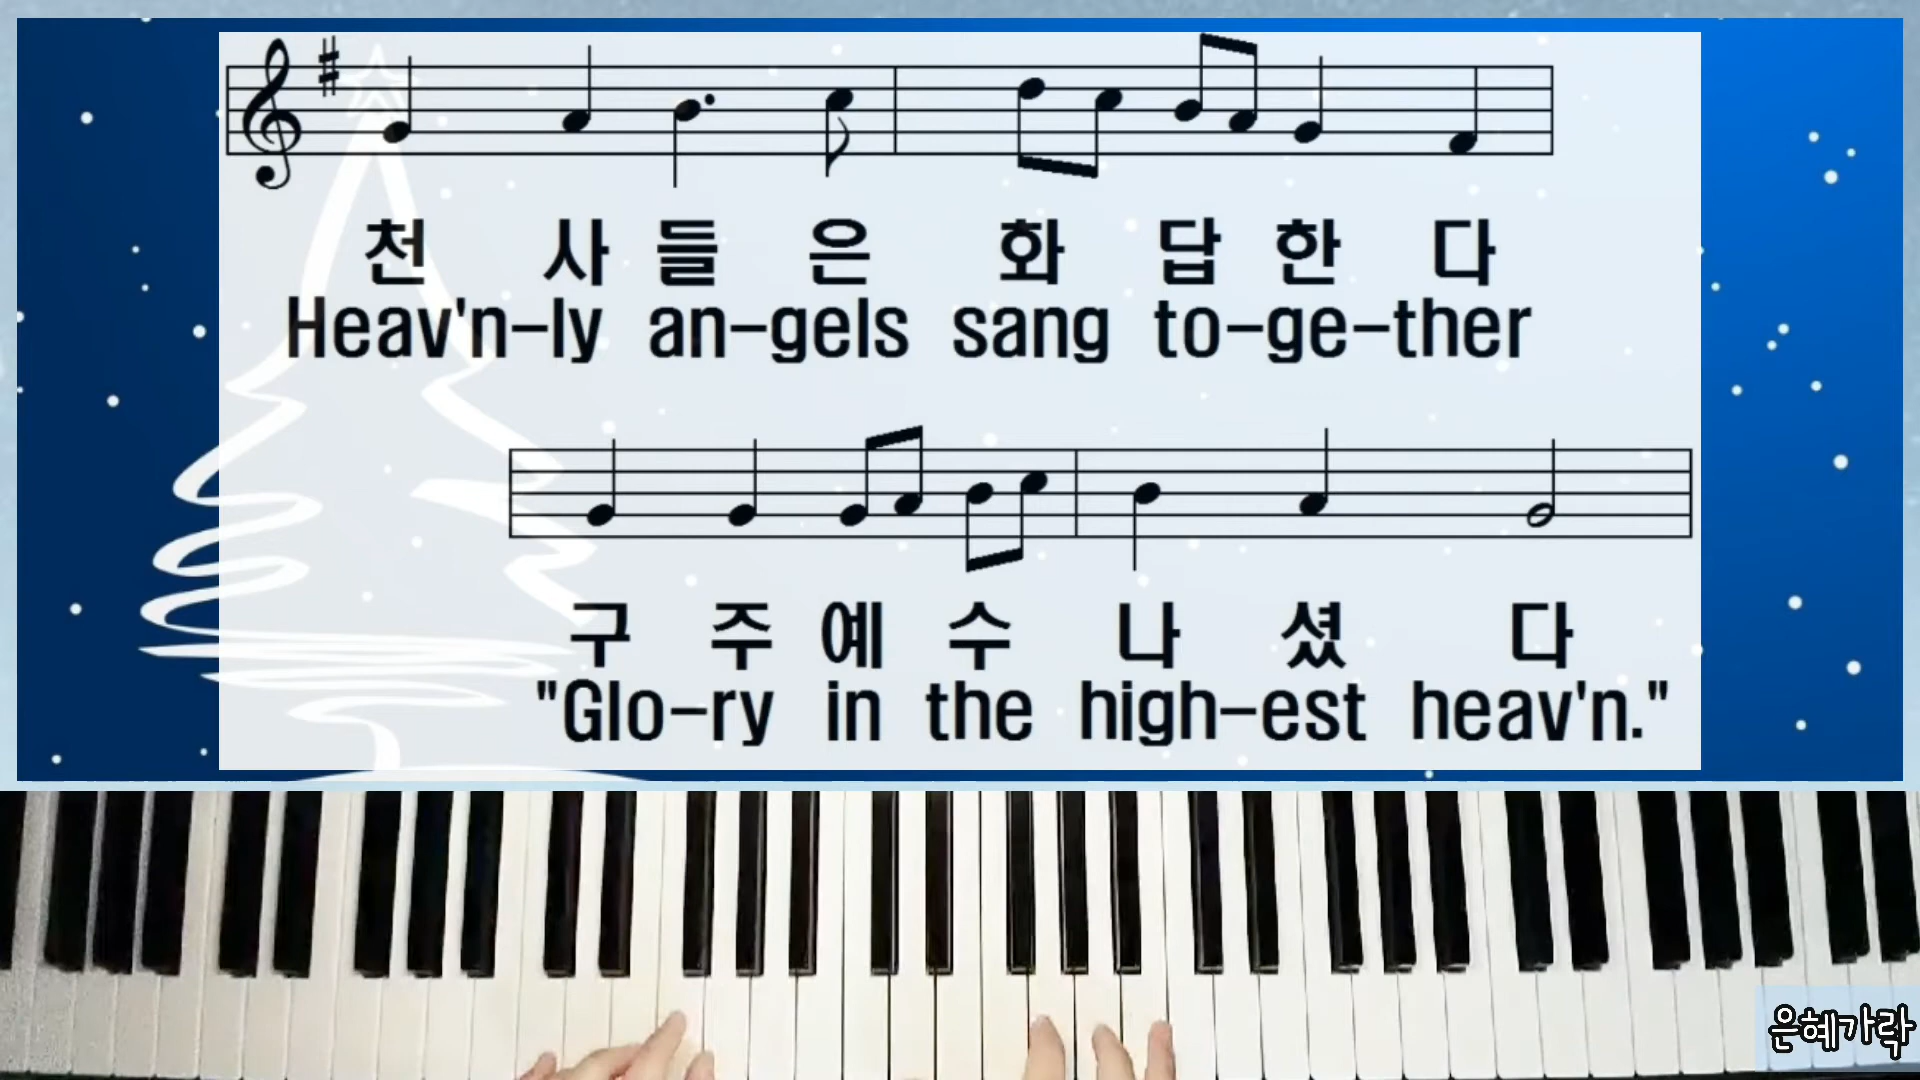 천 사 들 은 화 답 한 다
Heav'n-ly an-gels sang to-ge-ther
구 주 예 수 나 셨 다
"Glo-ry in the high-est heav'n."
은혜가락